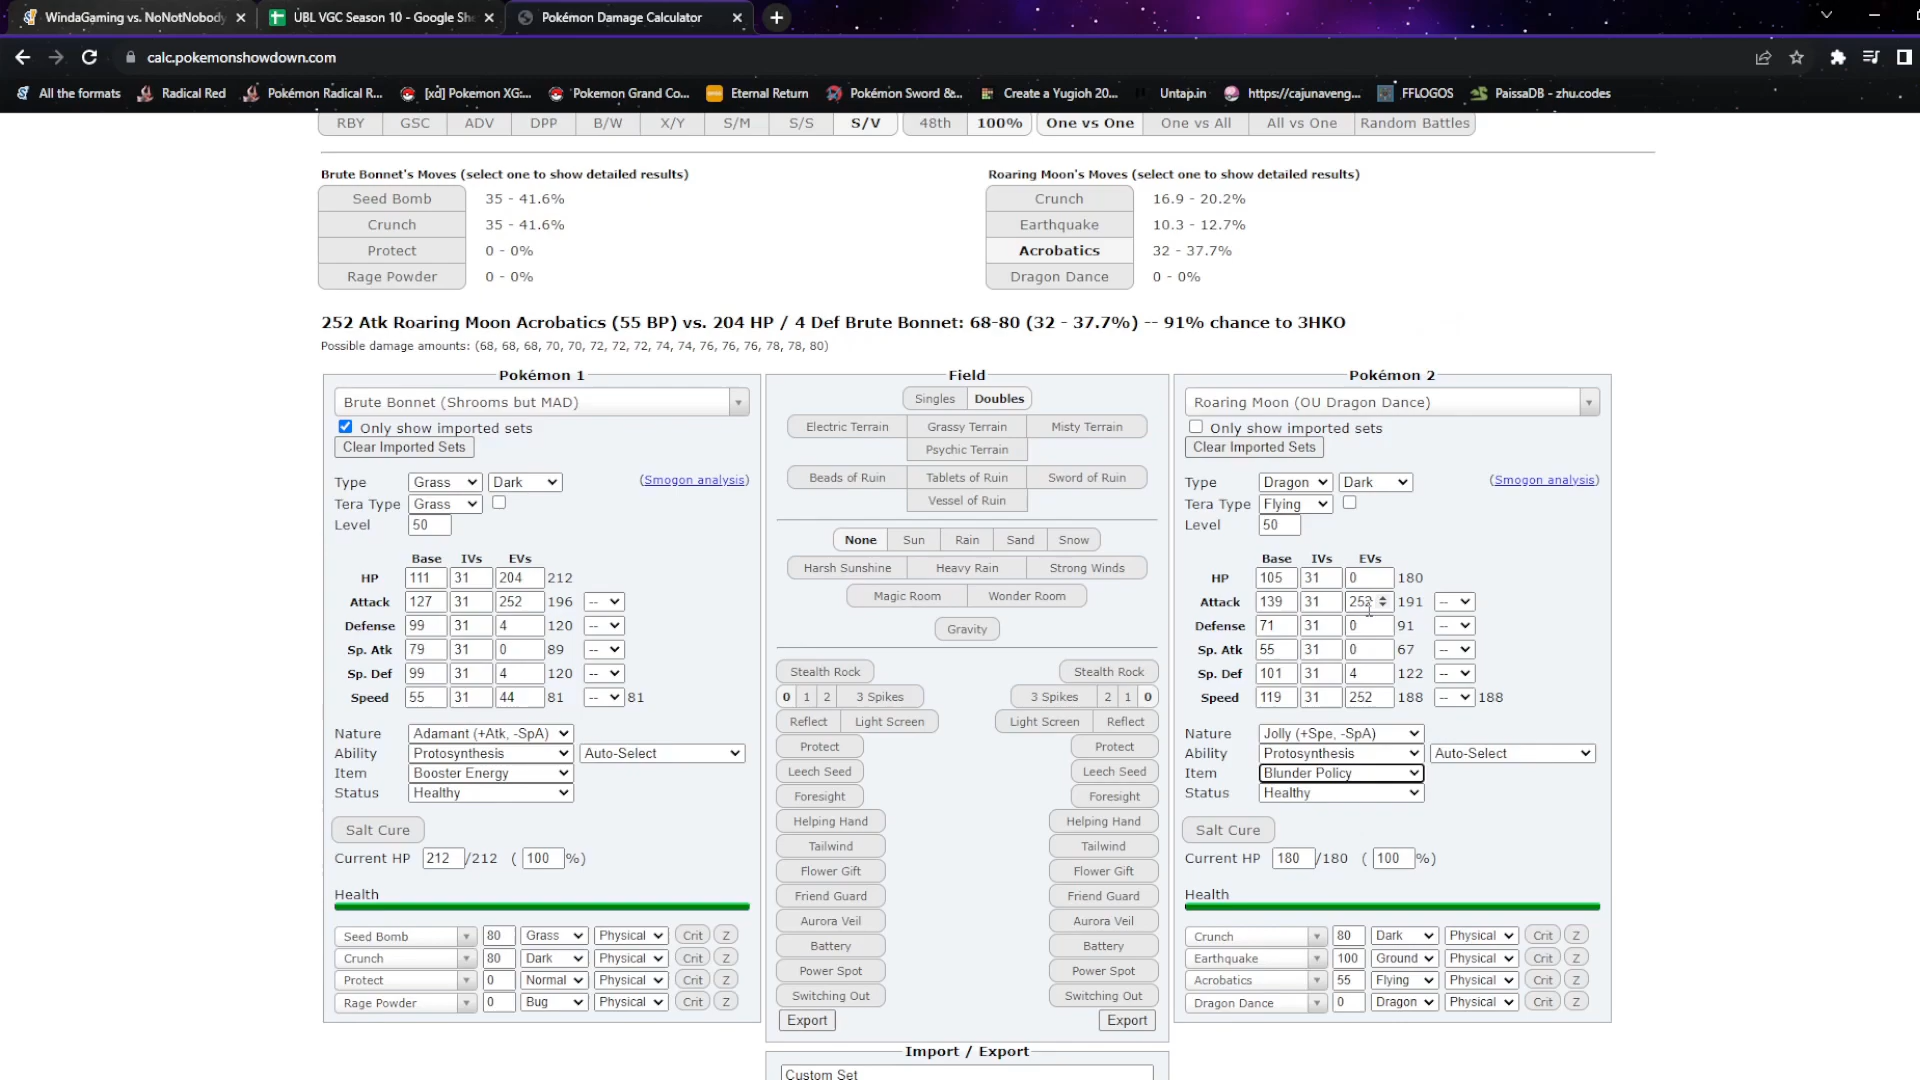 WindaGaming vs. NoNotNobody
UBL VGC Season 10 - Google She
Pokémon Damage Calculator
calc.pokemonshowdown.com
All the formats
Radical Red
Pokémon Radical R...
[xd] Pokemon XG:...
Pokemon Grand Co...
Eternal Return
Pokémon Sword &...
Create a Yugioh 20...
Untap.in
https://cajunaveng...
FFLOGOS
PaissaDB - zhu.codes
RBY GSC ADV DPP B/W X/Y S/M S/S S/V 48th 100% One vs One One vs All All vs One Random Battles
Brute Bonnet's Moves (select one to show detailed results)
Seed Bomb 35 - 41.6%
Crunch 35 - 41.6%
Protect 0 - 0%
Rage Powder 0 - 0%
Roaring Moon's Moves (select one to show detailed results)
Crunch 16.9 - 20.2%
Earthquake 10.3 - 12.7%
Acrobatics 32 - 37.7%
Dragon Dance 0 - 0%
252 Atk Roaring Moon Acrobatics (55 BP) vs. 204 HP / 4 Def Brute Bonnet: 68-80 (32 - 37.7%) -- 91% chance to 3HKO
Possible damage amounts: (68, 68, 68, 70, 70, 72, 72, 72, 74, 74, 76, 76, 76, 78, 78, 80)
Pokémon 1
Brute Bonnet (Shrooms but MAD)
Only show imported sets
Clear Imported Sets
Type Grass Dark (Smogon analysis)
Tera Type Grass
Level 50
Base IVs EVs
HP 111 31 204 212
Attack 127 31 252 196 --
Defense 99 31 4 120 --
Sp. Atk 79 31 0 89 --
Sp. Def 99 31 4 120 --
Speed 55 31 44 81 -- 81
Nature Adamant (+Atk, -SpA)
Ability Protosynthesis Auto-Select
Item Booster Energy
Status Healthy
Salt Cure
Current HP 212 /212 ( 100 %)
Health
Seed Bomb 80 Grass Physical Crit Z
Crunch 80 Dark Physical Crit Z
Protect 0 Normal Physical Crit Z
Rage Powder 0 Bug Physical Crit Z
Field
Singles Doubles
Electric Terrain Grassy Terrain Misty Terrain
Psychic Terrain
Beads of Ruin Tablets of Ruin Sword of Ruin
Vessel of Ruin
None Sun Rain Sand Snow
Harsh Sunshine Heavy Rain Strong Winds
Magic Room Wonder Room
Gravity
Stealth Rock Stealth Rock
0 1 2 3 Spikes 3 Spikes 2 1 0
Reflect Light Screen Light Screen Reflect
Protect Protect
Leech Seed Leech Seed
Foresight Foresight
Helping Hand Helping Hand
Tailwind Tailwind
Flower Gift Flower Gift
Friend Guard Friend Guard
Aurora Veil Aurora Veil
Battery Battery
Power Spot Power Spot
Switching Out Switching Out
Export Export
Pokémon 2
Roaring Moon (OU Dragon Dance)
Only show imported sets
Clear Imported Sets
Type Dragon Dark (Smogon analysis)
Tera Type Flying
Level 50
Base IVs EVs
HP 105 31 0 180
Attack 139 31 252 191 --
Defense 71 31 0 91 --
Sp. Atk 55 31 0 67 --
Sp. Def 101 31 4 122 --
Speed 119 31 252 188 -- 188
Nature Jolly (+Spe, -SpA)
Ability Protosynthesis Auto-Select
Item Blunder Policy
Status Healthy
Salt Cure
Current HP 180 /180 ( 100 %)
Health
Crunch 80 Dark Physical Crit Z
Earthquake 100 Ground Physical Crit Z
Acrobatics 55 Flying Physical Crit Z
Dragon Dance 0 Dragon Physical Crit Z
Import / Export
Custom Set